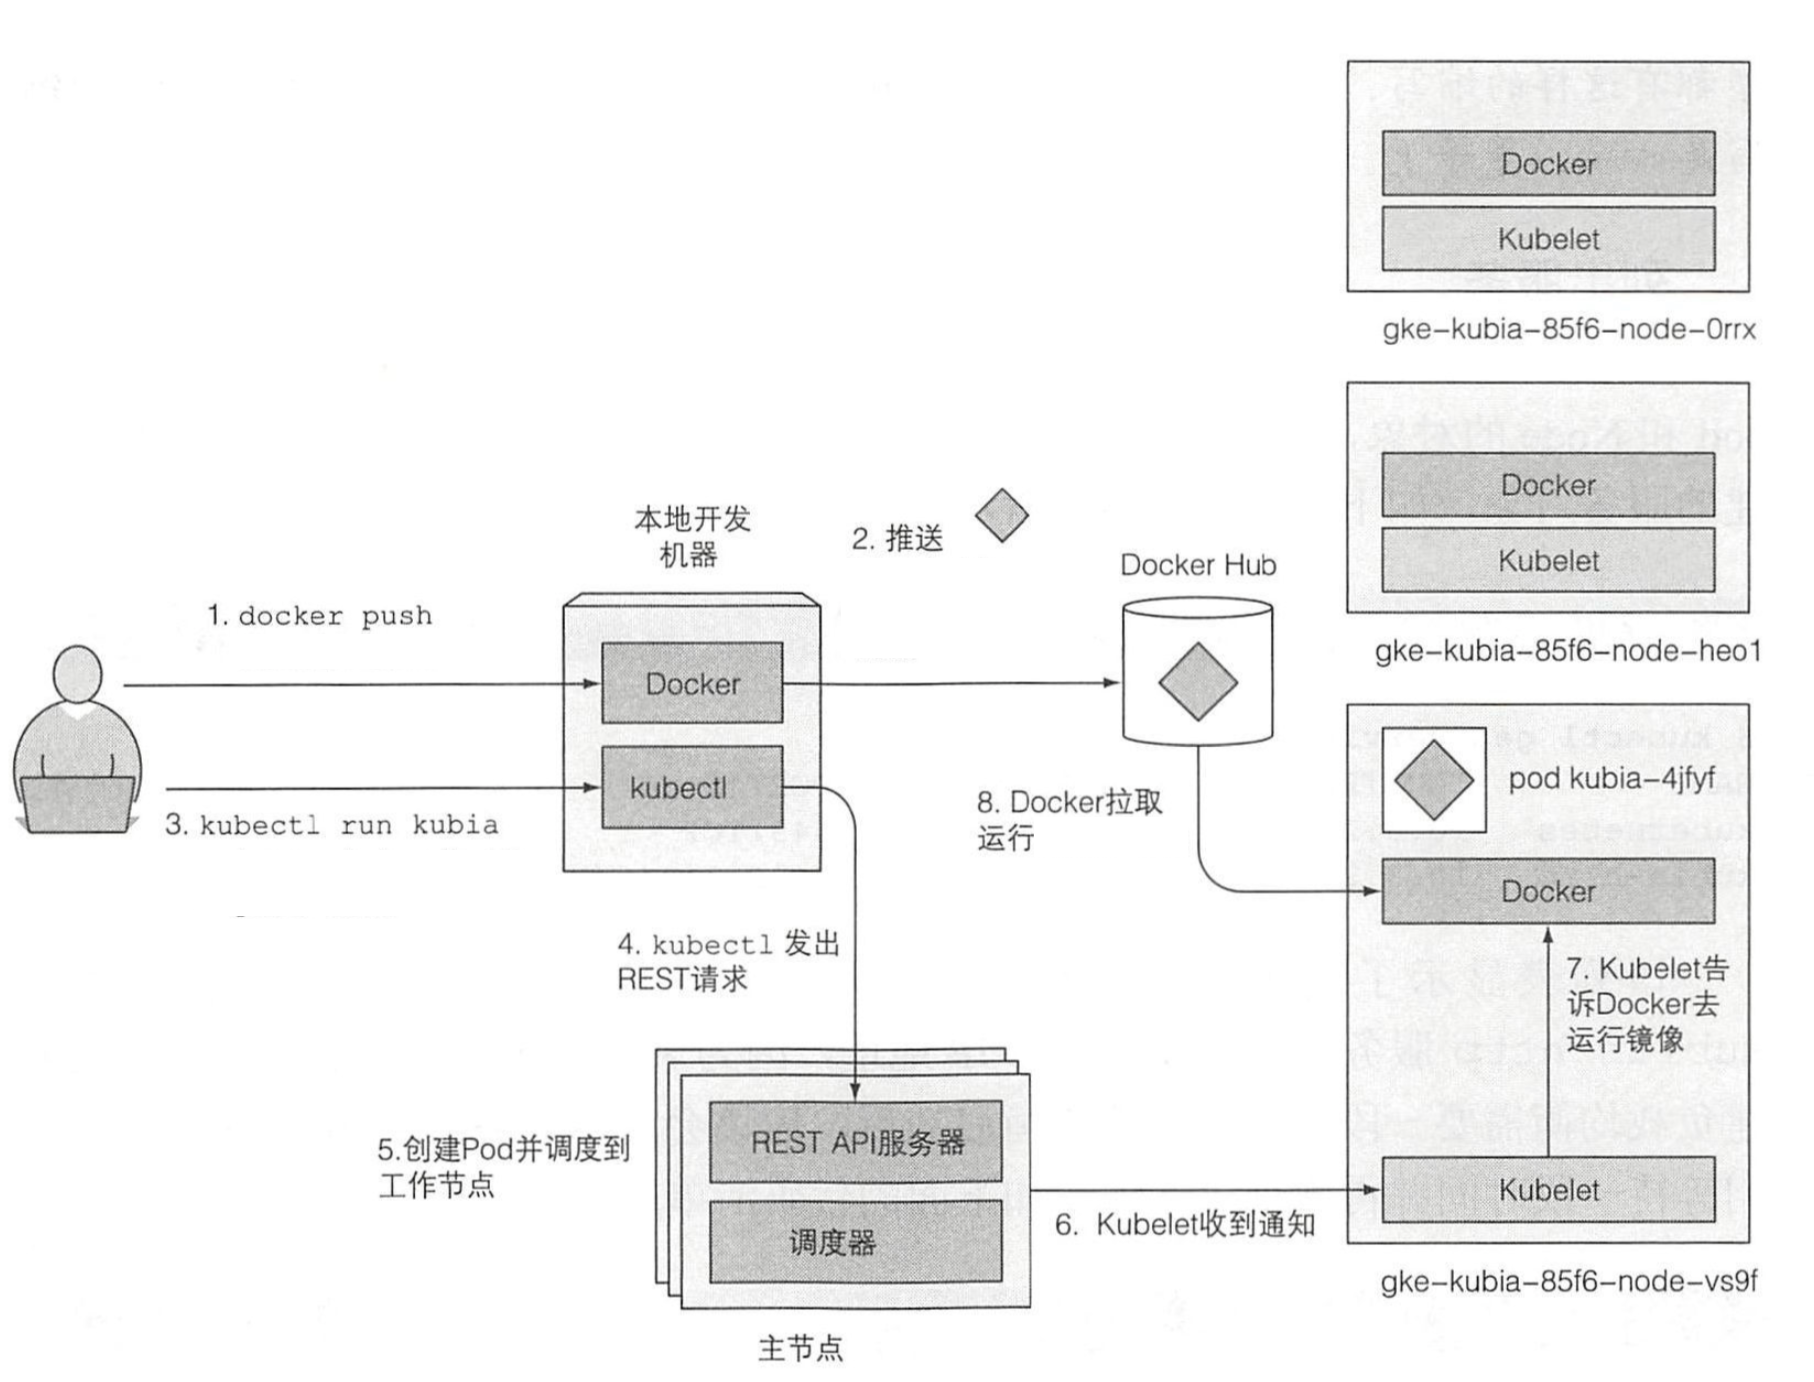 Docker
Kubelet
gke-kubia-85f6-node-0rrx
Docker
Kubelet
gke-kubia-85f6-node-heo1
本地开发
机器
2. 推送
Docker Hub
1. docker push
Docker
kubectl
3. kubectl run kubia
8. Docker拉取
运行
pod kubia-4jfyf
Docker
4. kubectl 发出
REST请求
7. Kubelet告
诉Docker去
运行镜像
5.创建Pod并调度到
工作节点
REST API服务器
调度器
6. Kubelet收到通知
Kubelet
gke-kubia-85f6-node-vs9f
主节点